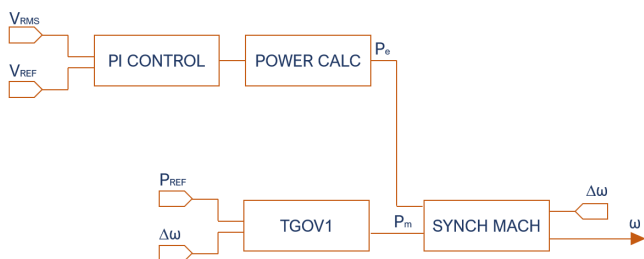 VRMS
VREF
PI CONTROL
POWER CALC
Pe
PREF
Δω
TGOV1
Pm
SYNCH MACH
Δω
ω